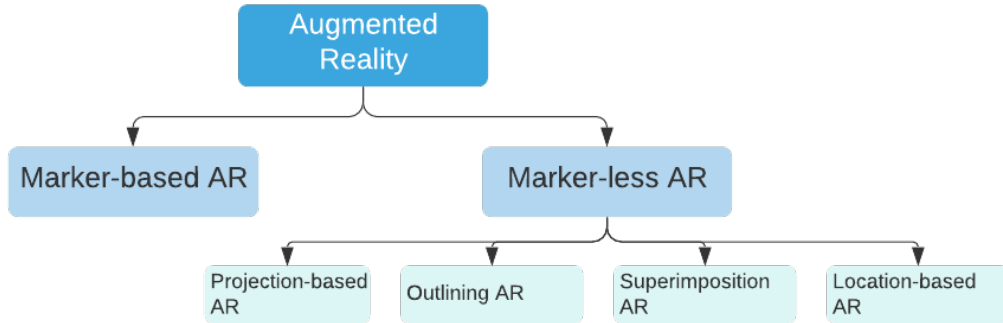 Augmented
Reality
Marker-based AR
Marker-less AR
Projection-based
AR
Outlining AR
Superimposition
AR
Location-based
AR